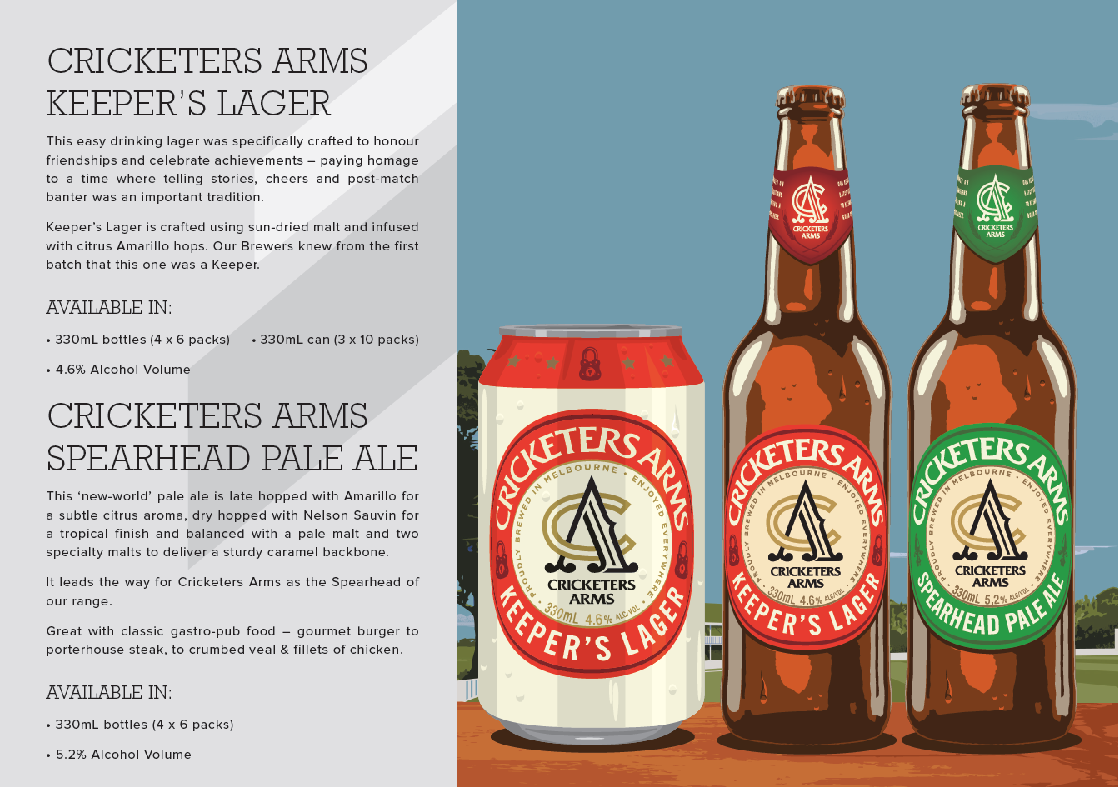 CRICKETERS ARMS
KEEPER'S LAGER
This easy drinking lager was specifically crafted to honour
friendships and celebrate achievements – paying homage
to a time where telling stories, cheers and post-match
banter was an important tradition.
Keeper's Lager is crafted using sun-dried malt and infused
with citrus Amarillo hops. Our Brewers knew from the first
batch that this one was a Keeper.
AVAILABLE IN:
• 330mL bottles (4 x 6 packs) • 330mL can (3 x 10 packs)
• 4.6% Alcohol Volume
CRICKETERS ARMS
SPEARHEAD PALE ALE
This 'new-world' pale ale is late hopped with Amarillo for
a subtle citrus aroma, dry hopped with Nelson Sauvin for
a tropical finish and balanced with a pale malt and two
specialty malts to deliver a sturdy caramel backbone.
It leads the way for Cricketers Arms as the Spearhead of
our range.
Great with classic gastro-pub food – gourmet burger to
porterhouse steak, to crumbed veal & fillets of chicken.
AVAILABLE IN:
• 330mL bottles (4 x 6 packs)
• 5.2% Alcohol Volume
CRICKETERS ARMS
PROUDLY BREWED IN MELBOURNE • ENJOYED EVERYWHERE •
CA
CRICKETERS
ARMS
330mL 4.6% ALC/VOL
KEEPER'S LAGER
CA
CRICKETERS
ARMS
CRICKETERS ARMS
PROUDLY BREWED IN MELBOURNE • ENJOYED EVERYWHERE •
CA
CRICKETERS
ARMS
330mL 4.6% ALC/VOL
KEEPER'S LAGER
CA
CRICKETERS
ARMS
CRICKETERS ARMS
PROUDLY BREWED IN MELBOURNE • ENJOYED EVERYWHERE •
CA
CRICKETERS
ARMS
330mL 5.2% ALC/VOL
SPEARHEAD PALE ALE